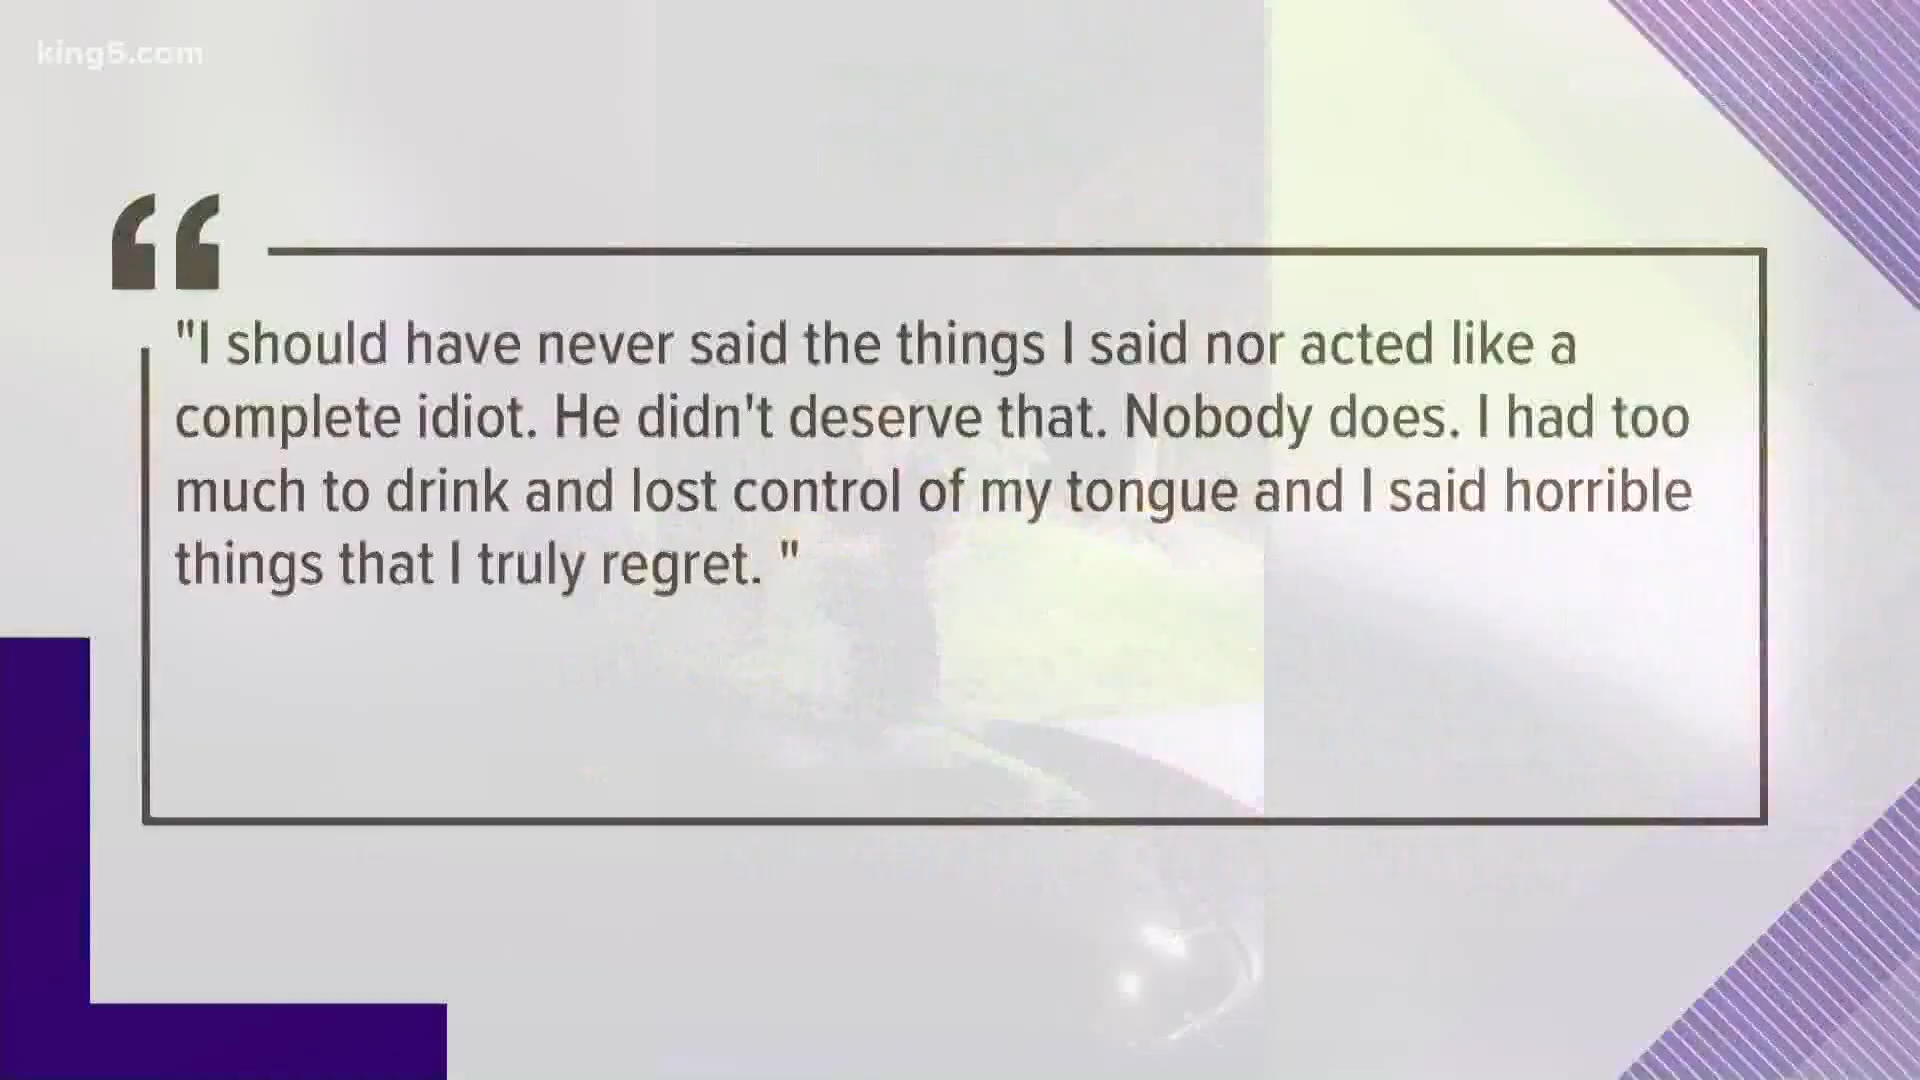 king5.com
"I should have never said the things I said nor acted like a
complete idiot. He didn't deserve that. Nobody does. I had too
much to drink and lost control of my tongue and I said horrible
things that I truly regret. "